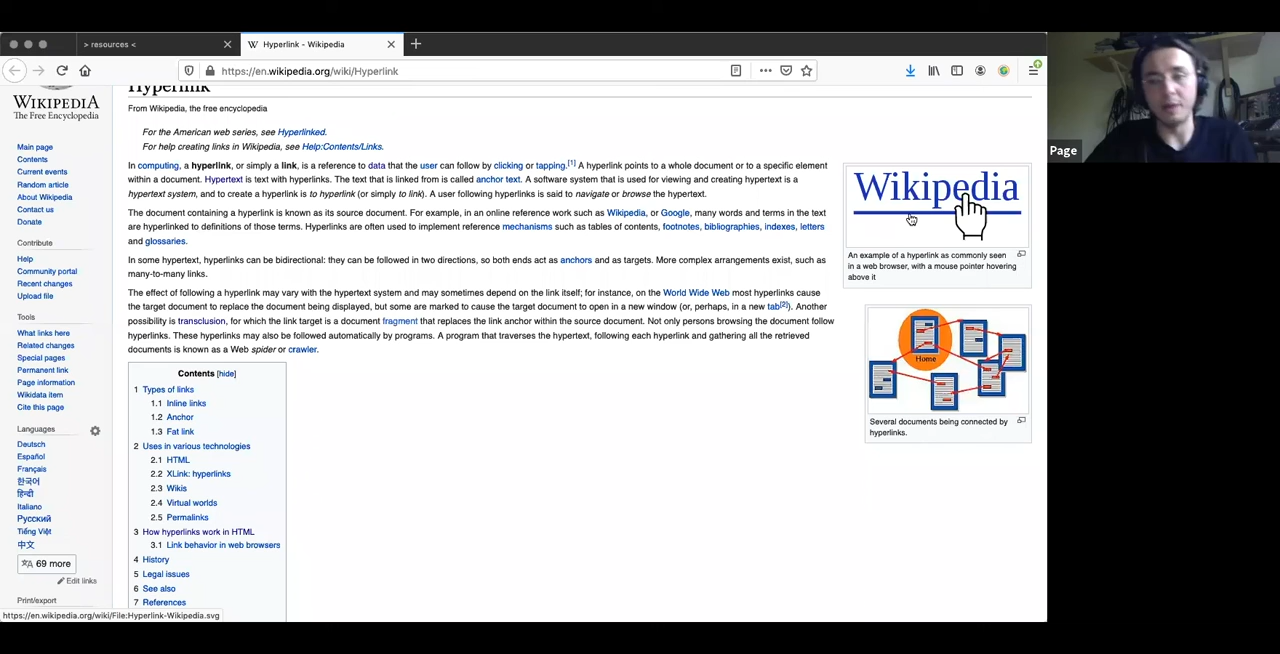 > resources <
Hyperlink - Wikipedia
https://en.wikipedia.org/wiki/Hyperlink
Page
WIKIPEDIA
The Free Encyclopedia
Main page
Contents
Current events
Random article
About Wikipedia
Contact us
Donate
Contribute
Help
Community portal
Recent changes
Upload file
Tools
What links here
Related changes
Special pages
Permanent link
Page information
Wikidata item
Cite this page
Languages
Deutsch
Español
Français
한국어
हिन्दी
Italiano
Русский
Tiếng Việt
中文
69 more
Edit links
Print/export
Hyperlink
From Wikipedia, the free encyclopedia
For the American web series, see Hyperlinked.
For help creating links in Wikipedia, see Help:Contents/Links.
In computing, a hyperlink, or simply a link, is a reference to data that the user can follow by clicking or tapping.[1] A hyperlink points to a whole document or to a specific element
within a document. Hypertext is text with hyperlinks. The text that is linked from is called anchor text. A software system that is used for viewing and creating hypertext is a
hypertext system, and to create a hyperlink is to hyperlink (or simply to link). A user following hyperlinks is said to navigate or browse the hypertext.
The document containing a hyperlink is known as its source document. For example, in an online reference work such as Wikipedia, or Google, many words and terms in the text
are hyperlinked to definitions of those terms. Hyperlinks are often used to implement reference mechanisms such as tables of contents, footnotes, bibliographies, indexes, letters
and glossaries.
In some hypertext, hyperlinks can be bidirectional: they can be followed in two directions, so both ends act as anchors and as targets. More complex arrangements exist, such as
many-to-many links.
The effect of following a hyperlink may vary with the hypertext system and may sometimes depend on the link itself; for instance, on the World Wide Web most hyperlinks cause
the target document to replace the document being displayed, but some are marked to cause the target document to open in a new window (or, perhaps, in a new tab[2]). Another
possibility is transclusion, for which the link target is a document fragment that replaces the link anchor within the source document. Not only persons browsing the document follow
hyperlinks. These hyperlinks may also be followed automatically by programs. A program that traverses the hypertext, following each hyperlink and gathering all the retrieved
documents is known as a Web spider or crawler.
Contents [hide]
1 Types of links
1.1 Inline links
1.2 Anchor
1.3 Fat link
2 Uses in various technologies
2.1 HTML
2.2 XLink: hyperlinks
2.3 Wikis
2.4 Virtual worlds
2.5 Permalinks
3 How hyperlinks work in HTML
3.1 Link behavior in web browsers
4 History
5 Legal issues
6 See also
7 References
Wikipedia
An example of a hyperlink as commonly seen
in a web browser, with a mouse pointer hovering
above it
Home
Several documents being connected by
hyperlinks.
https://en.wikipedia.org/wiki/File:Hyperlink-Wikipedia.svg